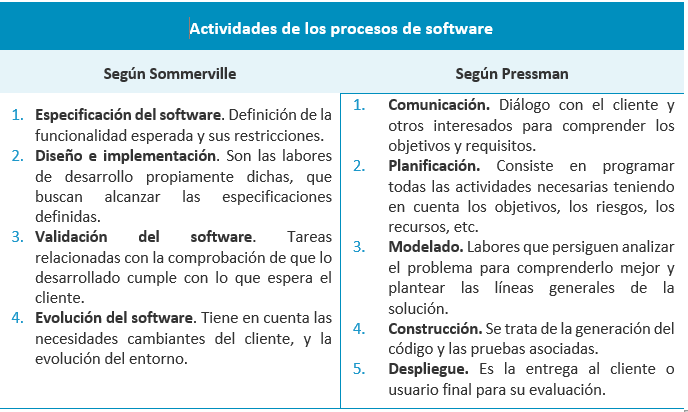 Actividades de los procesos de software
Según Sommerville
1. Especificación del software. Definición de la
funcionalidad esperada y sus restricciones.
2. Diseño e implementación. Son las labores
de desarrollo propiamente dichas, que
buscan alcanzar las especificaciones
definidas.
3. Validación del software. Tareas
relacionadas con la comprobación de que lo
desarrollado cumple con lo que espera el
cliente.
4. Evolución del software. Tiene en cuenta las
necesidades cambiantes del cliente, y la
evolución del entorno.
Según Pressman
1. Comunicación. Diálogo con el cliente y
otros interesados para comprender los
objetivos y requisitos.
2. Planificación. Consiste en programar
todas las actividades necesarias teniendo
en cuenta los objetivos, los riesgos, los
recursos, etc.
3. Modelado. Labores que persiguen analizar
el problema para comprenderlo mejor y
plantear las líneas generales de la
solución.
4. Construcción. Se trata de la generación del
código y las pruebas asociadas.
5. Despliegue. Es la entrega al cliente o
usuario final para su evaluación.